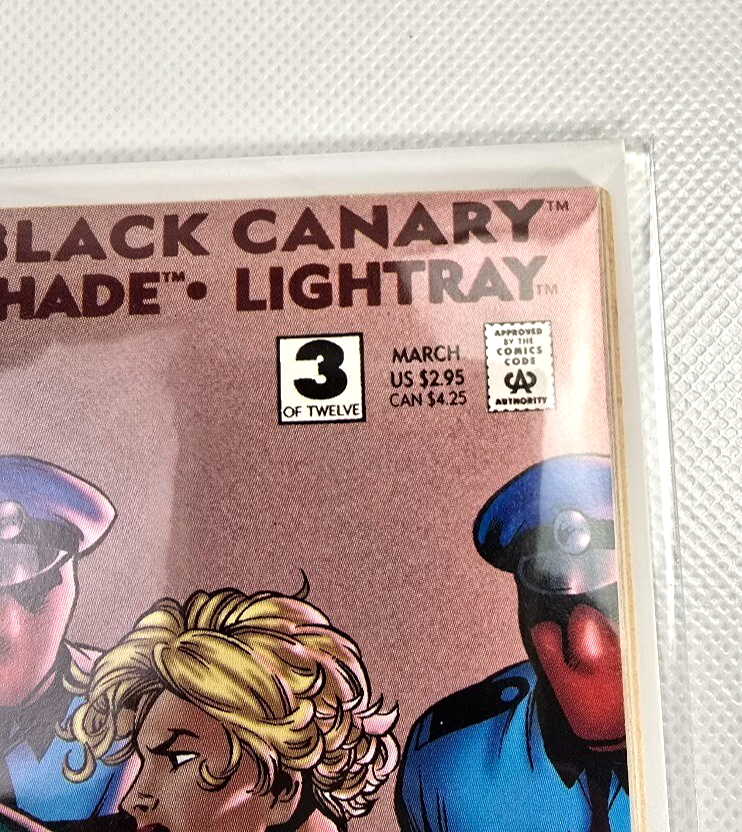 BLACK CANARY™
HADE™• LIGHTRAY™
3
OF TWELVE
MARCH
US $2.95
CAN $4.25
APPROVED
BY THE
COMICS
CODE
CA
AUTHORITY